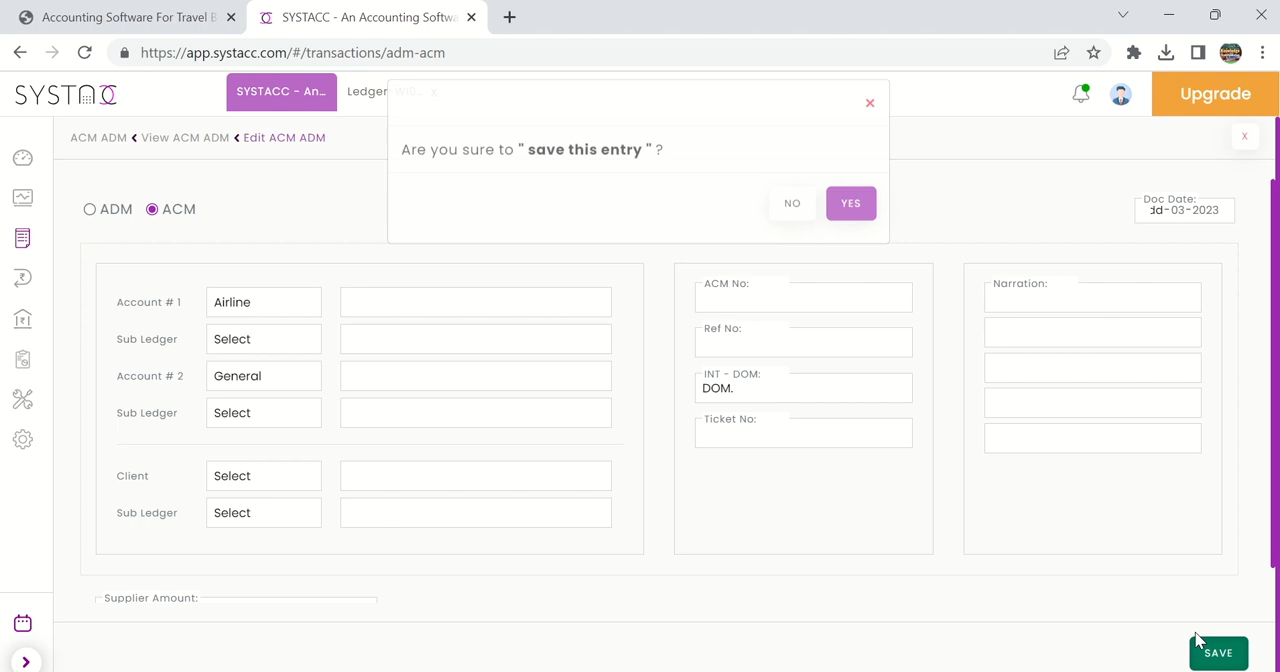 Accounting Software For Travel B
SYSTACC - An Accounting Softwa
https://app.systacc.com/#/transactions/adm-acm
SYSTACC
SYSTACC - An...
Upgrade
x
Are you sure to " save this entry " ?
NO
YES
ACM ADM View ACM ADM Edit ACM ADM
x
ADM
ACM
Doc Date:
dd-03-2023
Account # 1
Airline
Sub Ledger
Select
Account # 2
General
Sub Ledger
Select
Client
Select
Sub Ledger
Select
ACM No:
Ref No:
INT - DOM:
DOM.
Ticket No:
Narration:
Supplier Amount:
SAVE